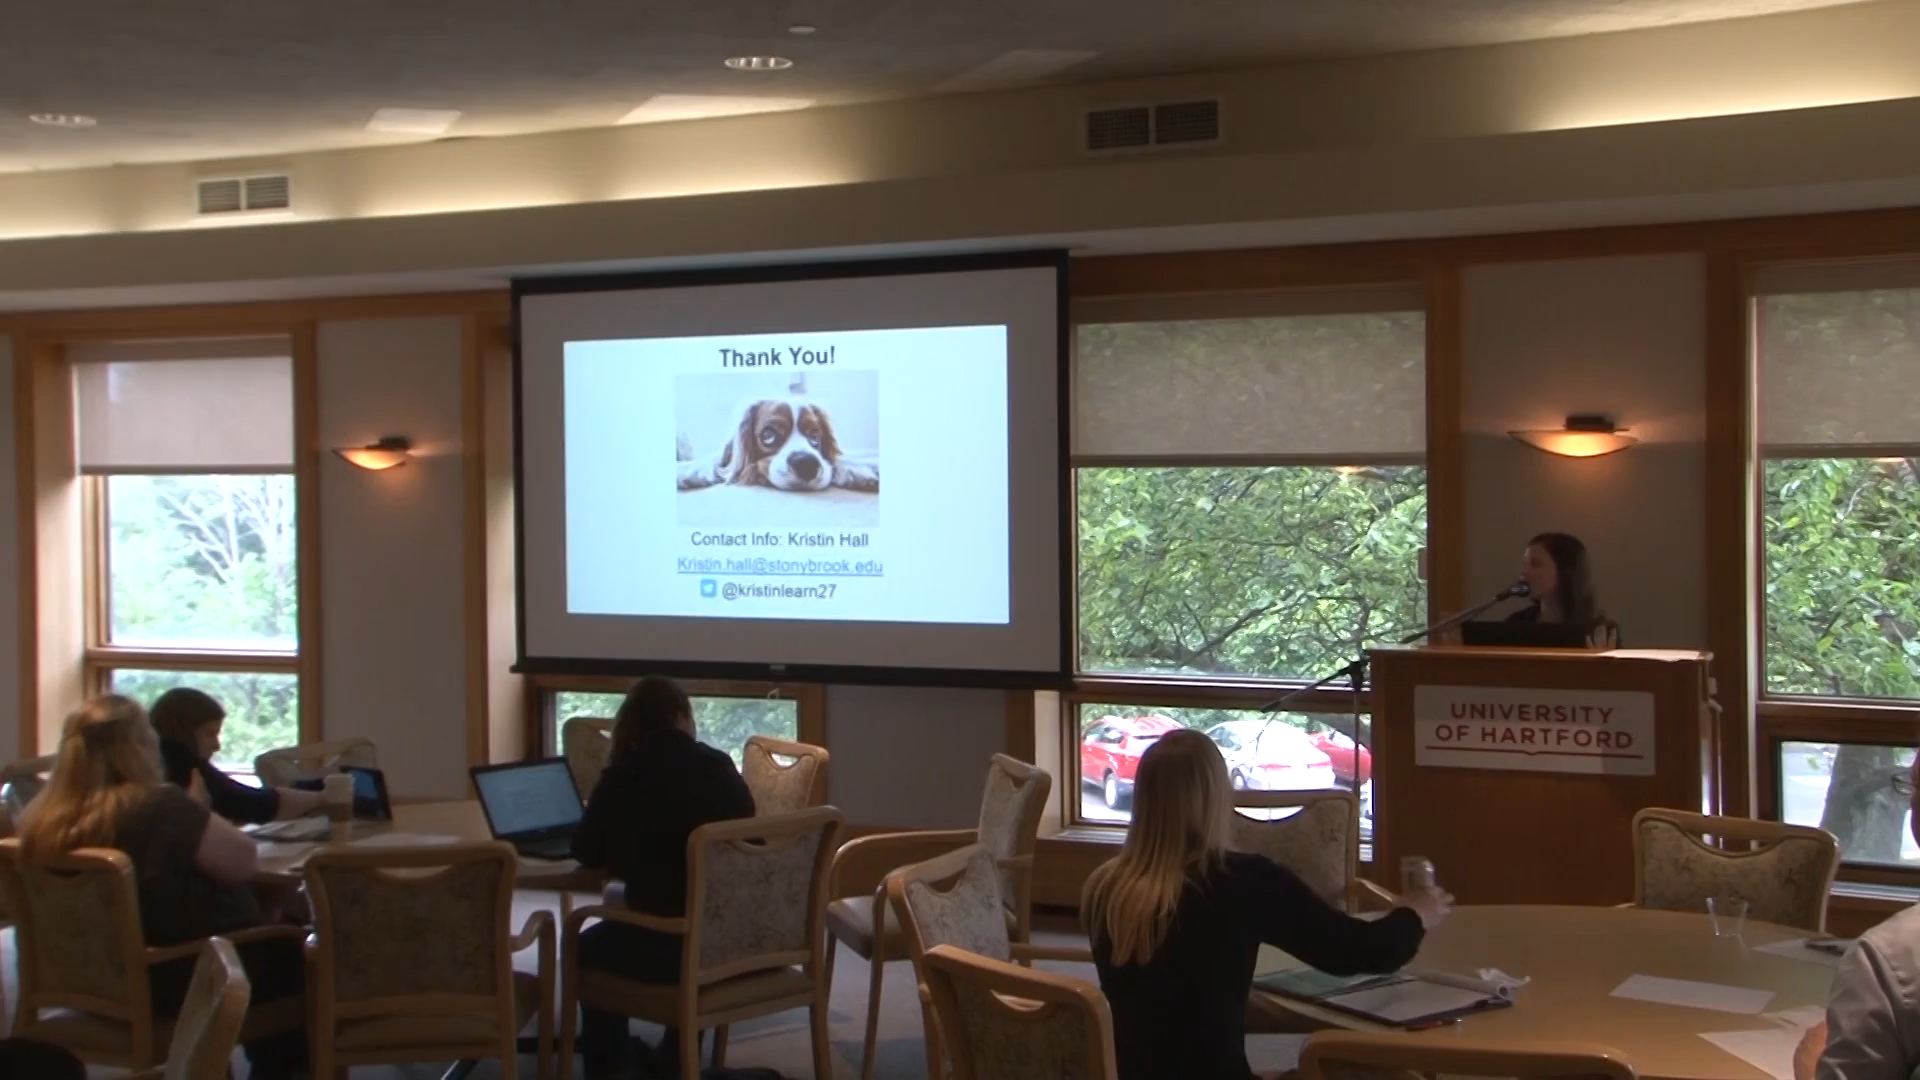 Thank You!
Contact Info: Kristin Hall
Kristin.hall@stonybrook.edu
@kristinlearn27
UNIVERSITY
OF HARTFORD